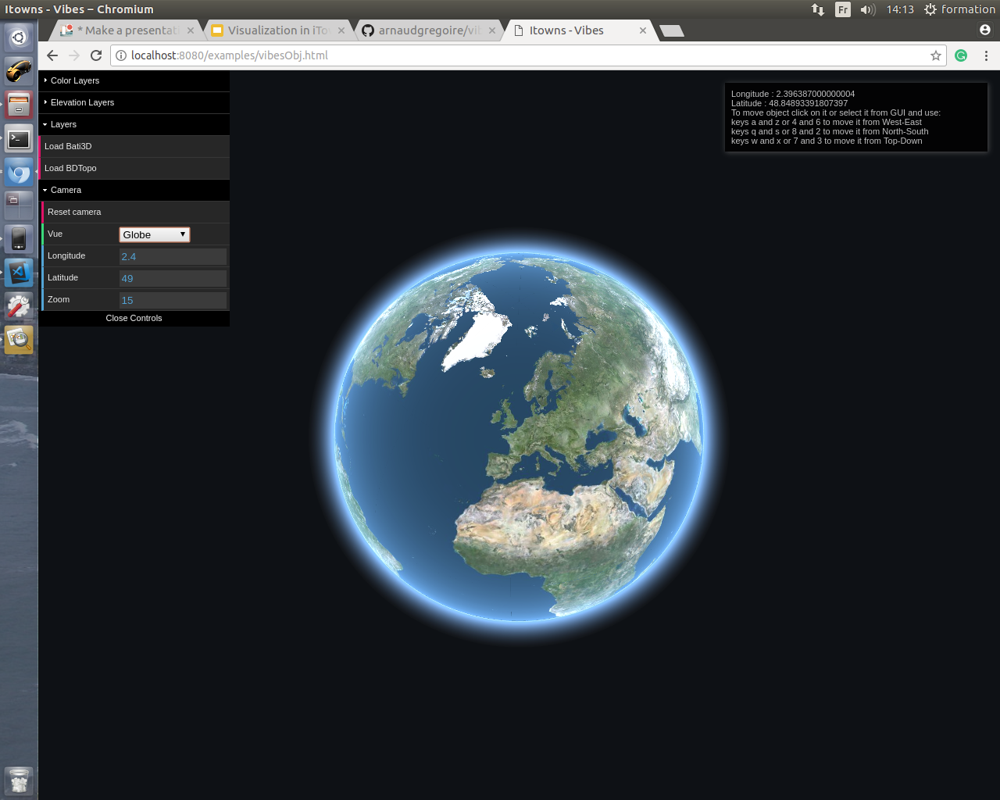 Itowns - Vibes – Chromium
Fr
14:13
formation
* Make a presentati
Visualization in iTo
arnaudgregoire/vi
Itowns - Vibes
localhost:8080/examples/vibesObj.html
Color Layers
Elevation Layers
Layers
Load Bati3D
Load BDTopo
Camera
Reset camera
Vue Globe
Longitude 2.4
Latitude 49
Zoom 15
Close Controls
Longitude : 2.396387000000004
Latitude : 48.84893391807397
To move object click on it or select it from GUI and use:
keys a and z or 4 and 6 to move it from West-East
keys q and s or 8 and 2 to move it from North-South
keys w and x or 7 and 3 to move it from Top-Down